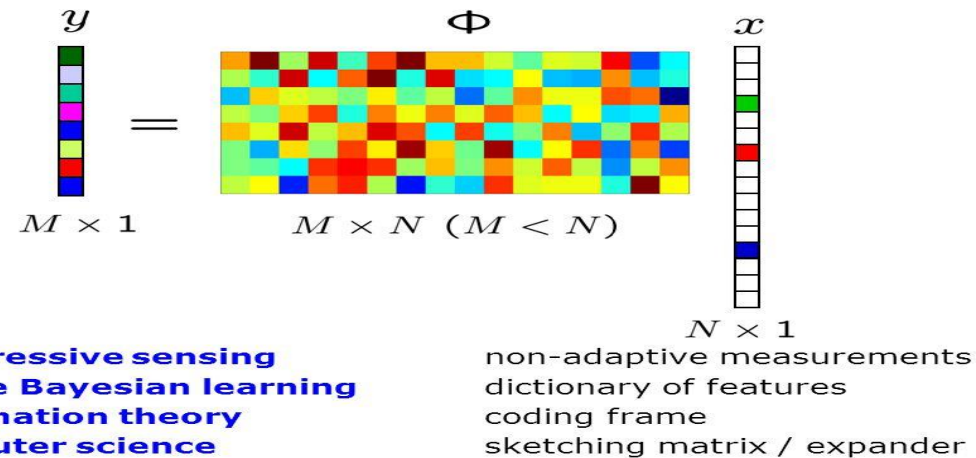 y = Φ x
M × 1
M × N (M < N)
N × 1
ressive sensing non-adaptive measurements
e Bayesian learning dictionary of features
nation theory coding frame
uter science sketching matrix / expander